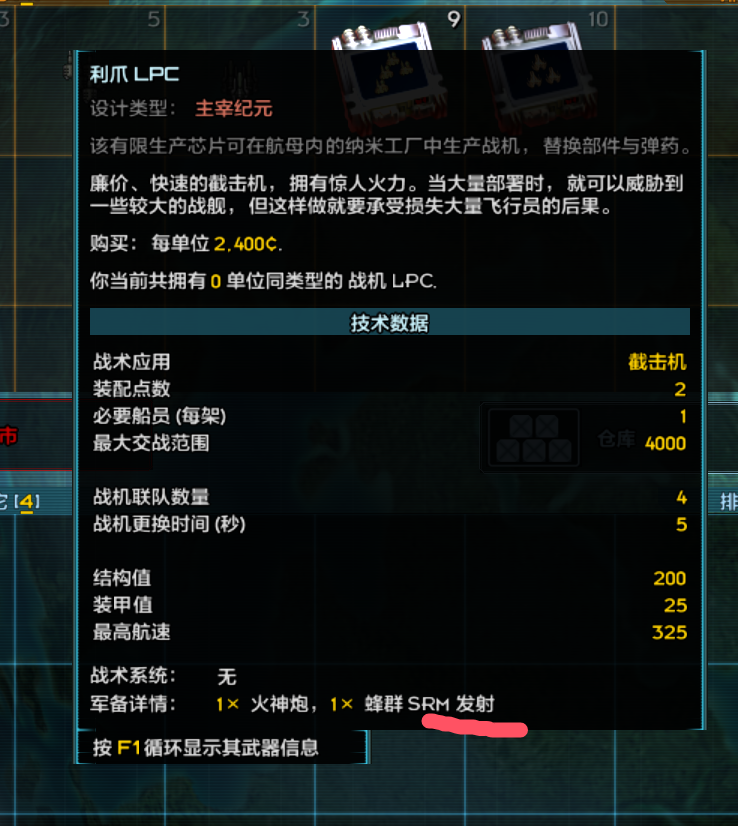 3 5 3 9 10
利爪 LPC
设计类型： 主宰纪元
该有限生产芯片可在航母内的纳米工厂中生产战机，替换部件与弹药。
廉价、快速的截击机，拥有惊人火力。当大量部署时，就可以威胁到
一些较大的战舰，但这样做就要承受损失大量飞行员的后果。
购买：每单位 2,400¢.
你当前共拥有 0 单位同类型的 战机 LPC.
技术数据
战术应用 截击机
装配点数 2
必要船员 (每架) 1
最大交战范围 4000
仓库
市
战机联队数量 4
[4]
排
战机更换时间 (秒) 5
结构值 200
装甲值 25
最高航速 325
战术系统： 无
军备详情： 1× 火神炮，1× 蜂群 SRM 发射
按 F1 循环显示其武器信息